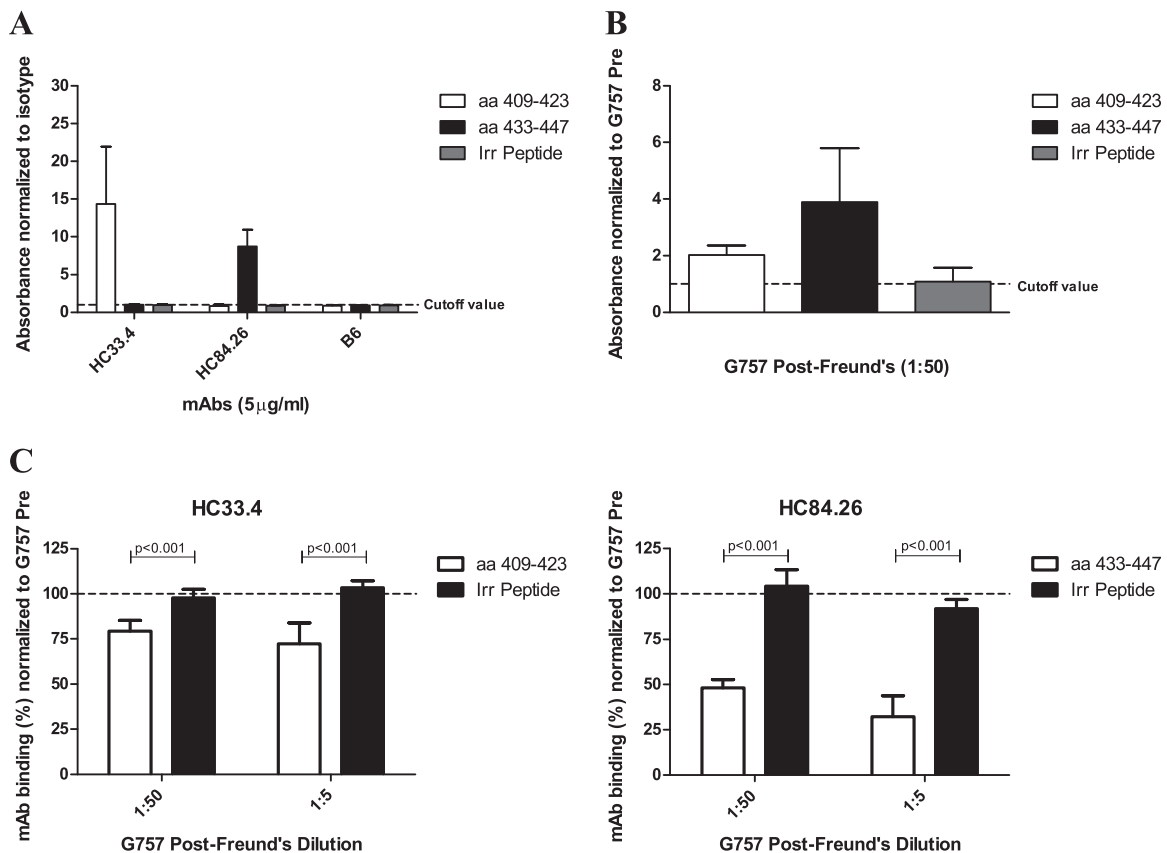 A
Absorbance normalized to isotype
30
25
20
15
10
5
0
aa 409-423
aa 433-447
Irr Peptide
Cutoff value
HC33.4
HC84.26
B6
mAbs (5μg/ml)
B
Absorbance normalized to G757 Pre
8
6
4
2
0
aa 409-423
aa 433-447
Irr Peptide
Cutoff value
G757 Post-Freund's (1:50)
C
HC33.4
mAb binding (%) normalized to G757 Pre
125
100
75
50
25
0
p<0.001
p<0.001
aa 409-423
Irr Peptide
1:50
1:5
G757 Post-Freund's Dilution
HC84.26
mAb binding (%) normalized to G757 Pre
125
100
75
50
25
0
p<0.001
p<0.001
aa 433-447
Irr Peptide
1:50
1:5
G757 Post-Freund's Dilution